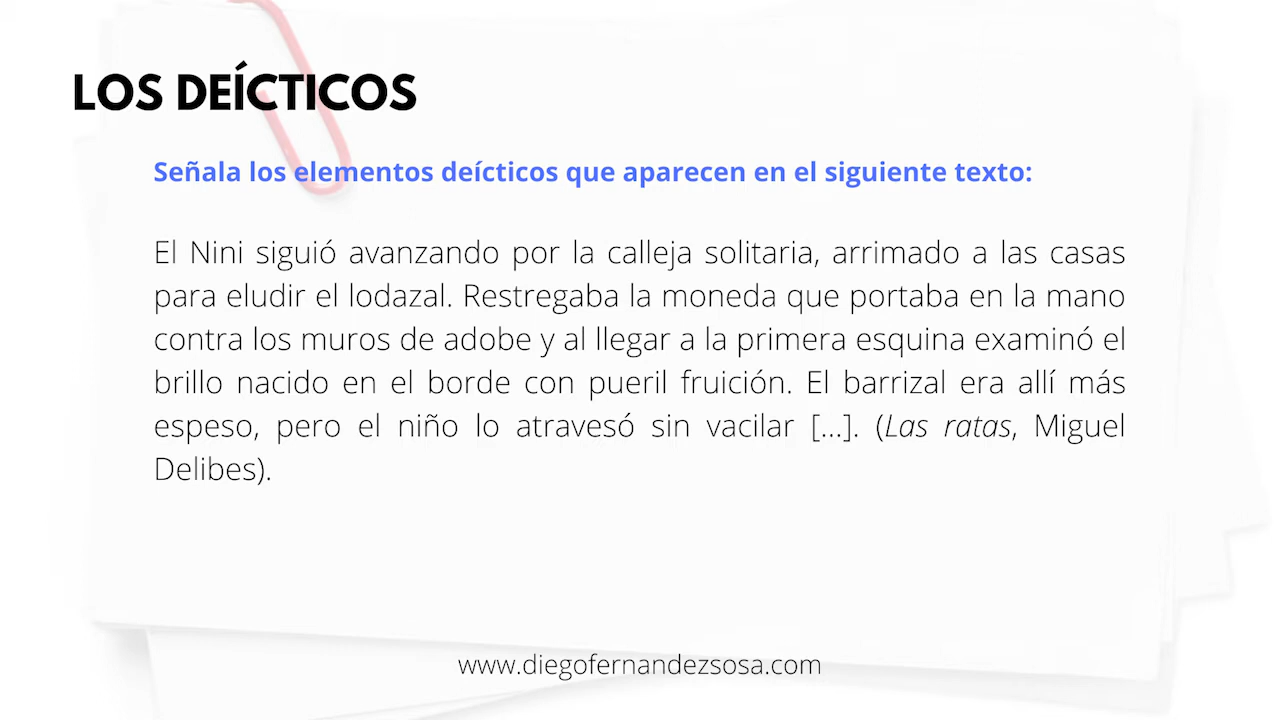 LOS DEÍCTICOS
Señala los elementos deícticos que aparecen en el siguiente texto:
El Nini siguió avanzando por la calleja solitaria, arrimado a las casas
para eludir el lodazal. Restregaba la moneda que portaba en la mano
contra los muros de adobe y al llegar a la primera esquina examinó el
brillo nacido en el borde con pueril fruición. El barrizal era allí más
espeso, pero el niño lo atravesó sin vacilar [...]. (Las ratas, Miguel
Delibes).
www.diegofernandezsosa.com